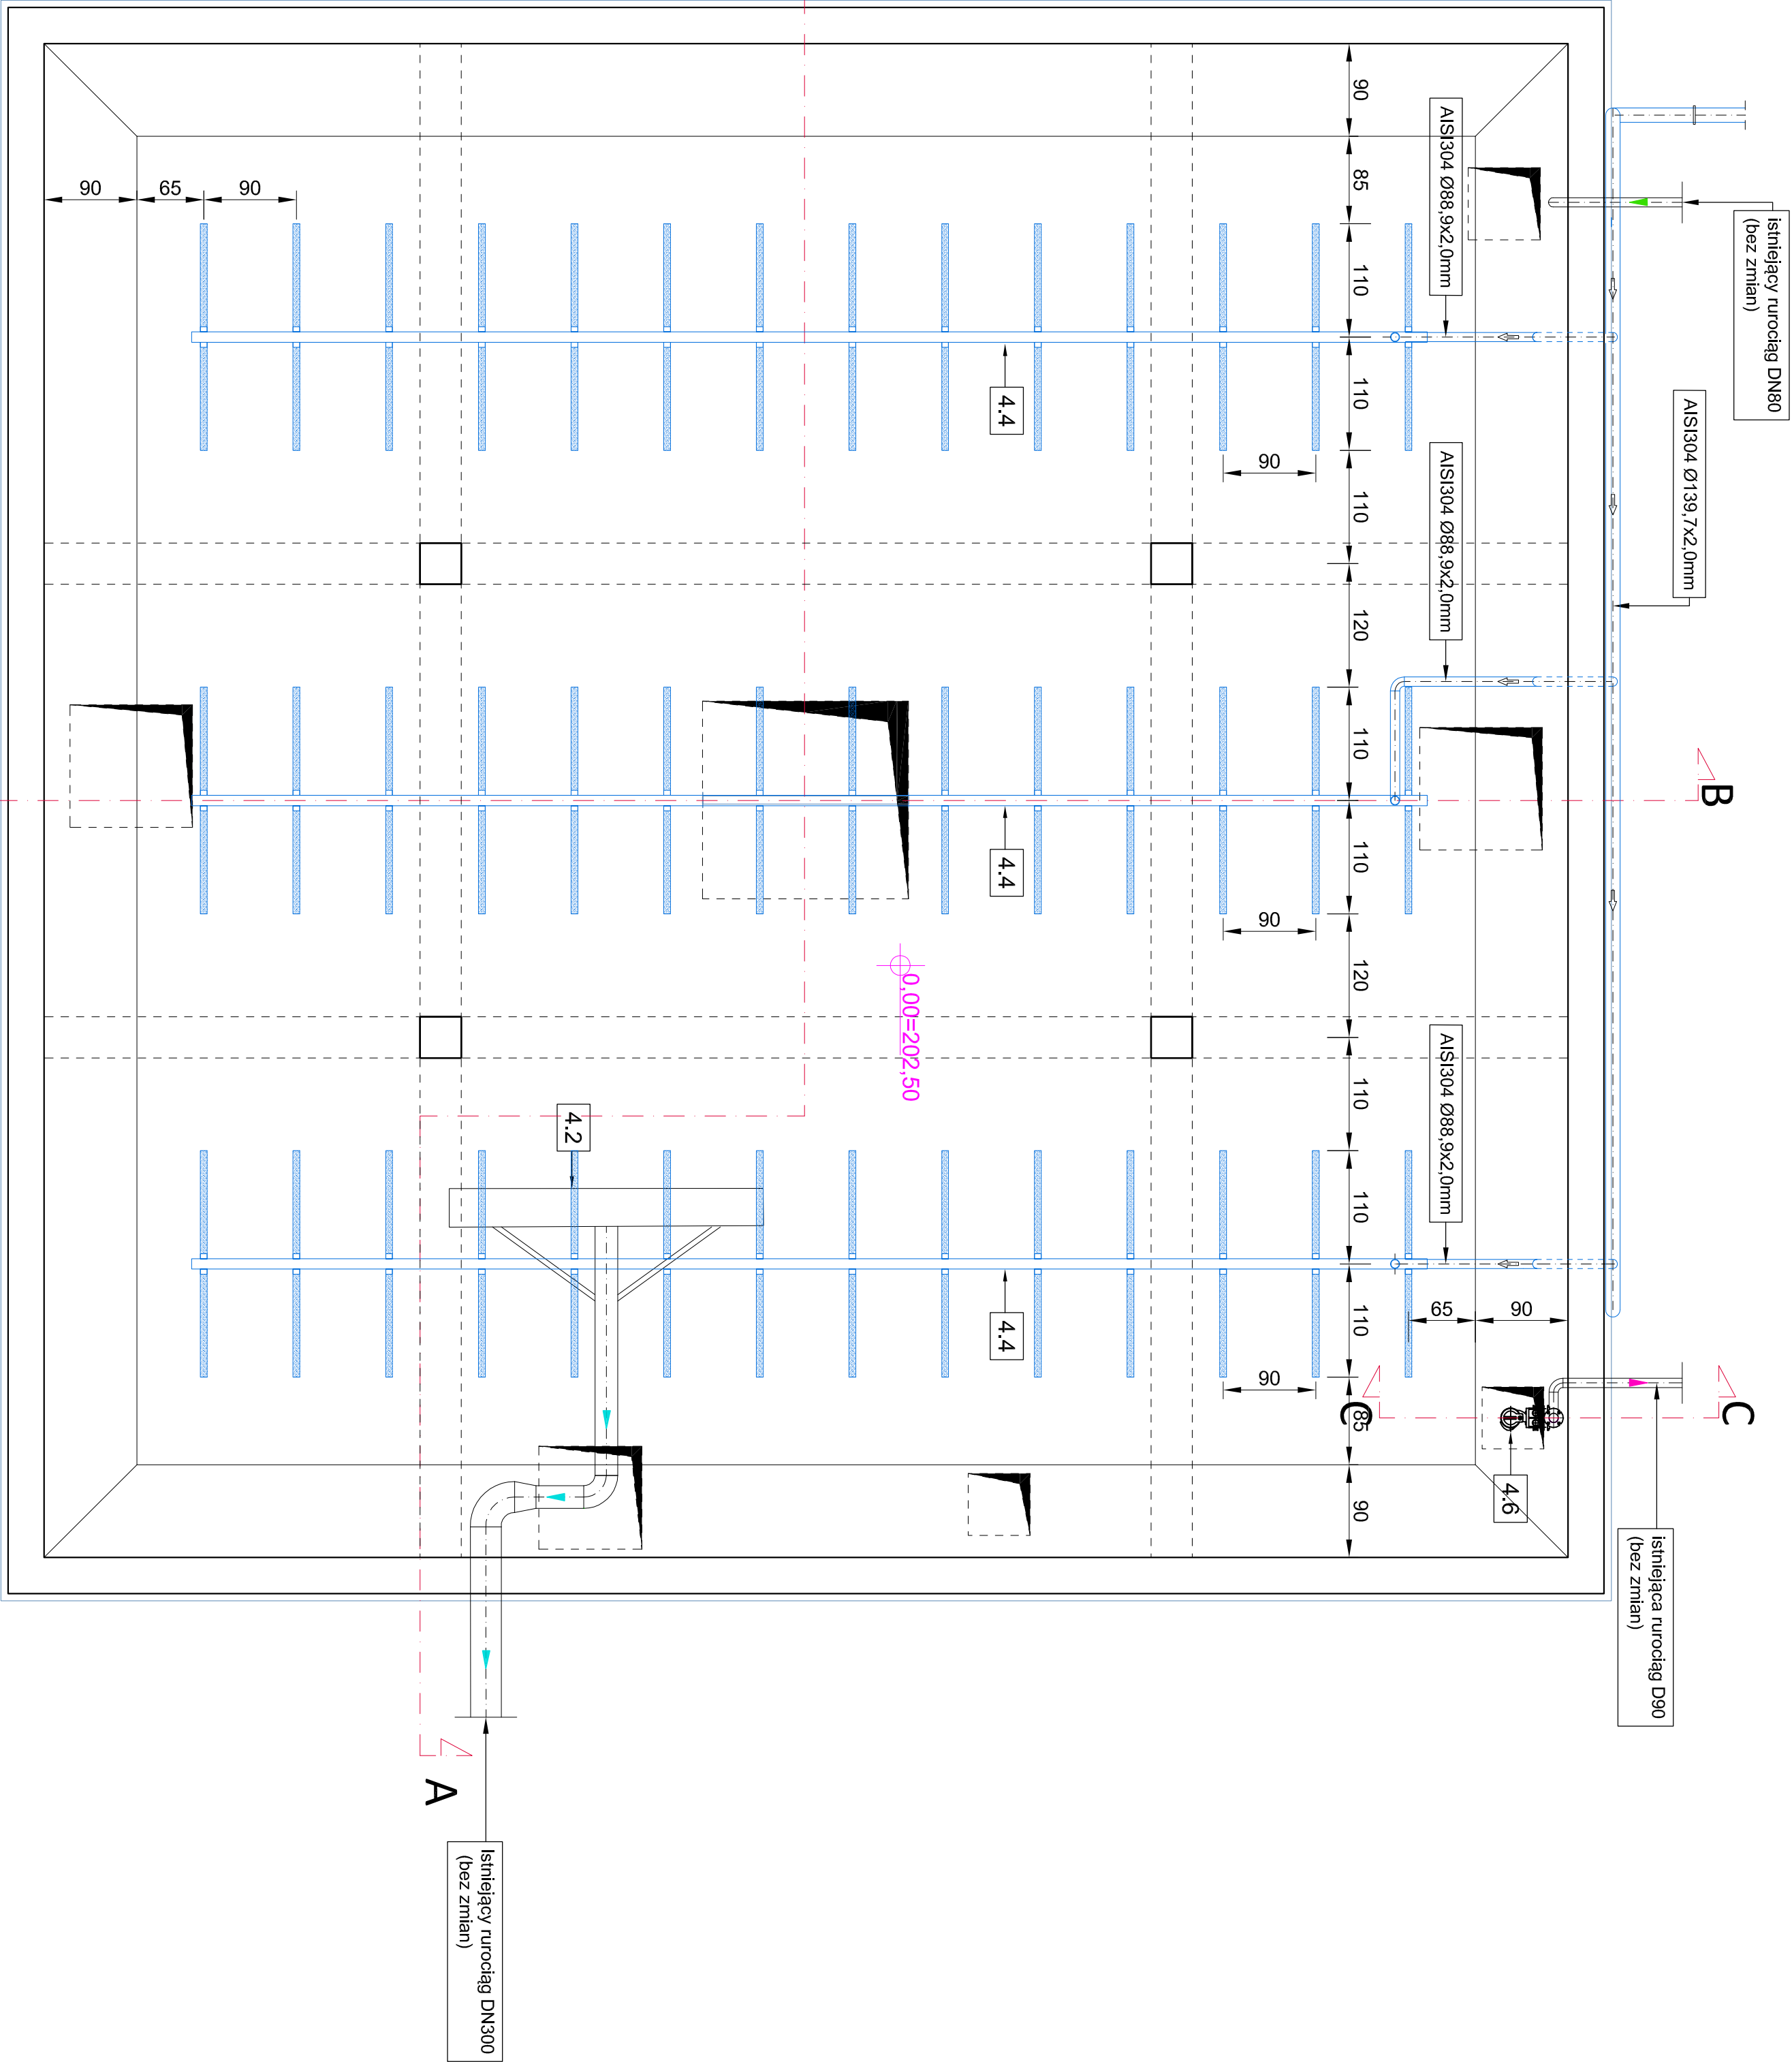 istniejący rurociąg DN80
(bez zmian)
AISI304 Ø139,7x2,0mm
AISI304 Ø88,9x2,0mm
AISI304 Ø88,9x2,0mm
AISI304 Ø88,9x2,0mm
B
C
C
istniejąca rurociąg D90
(bez zmian)
4.6
90
85
110
110
110
120
110
110
120
110
110
110
85
90
90
65
90
90
90
90
65
90
4.4
4.4
4.4
0,00=202,50
4.2
A
Istniejący rurociąg DN300
(bez zmian)